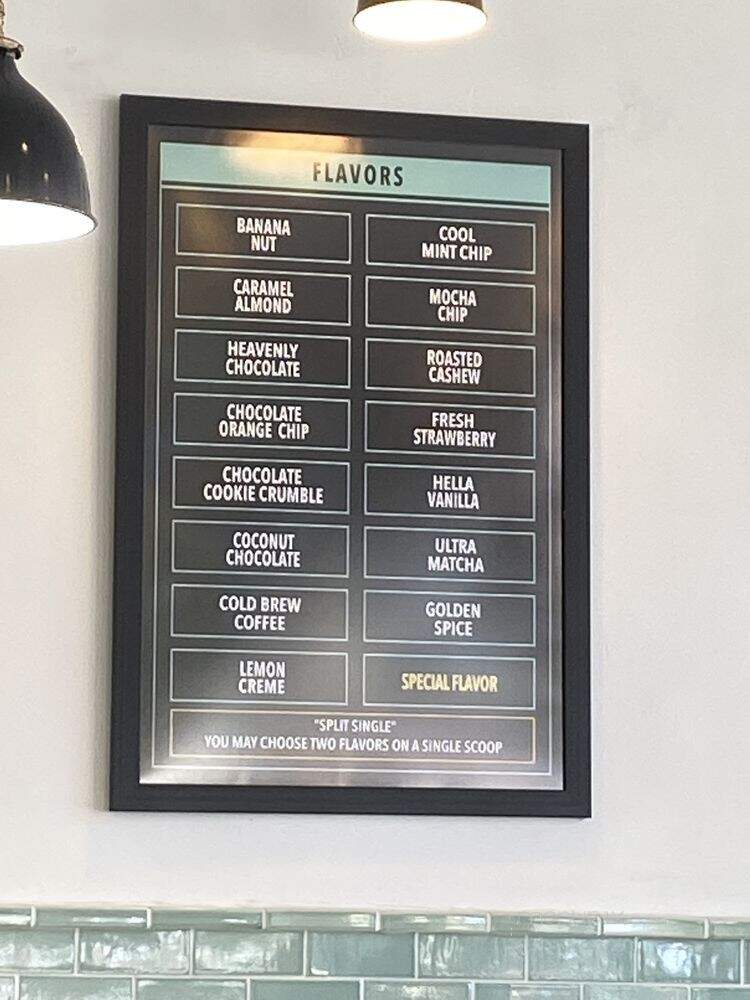 FLAVORS
BANANA
NUT
COOL
MINT CHIP
CARAMEL
ALMOND
MOCHA
CHIP
HEAVENLY
CHOCOLATE
ROASTED
CASHEW
CHOCOLATE
ORANGE CHIP
FRESH
STRAWBERRY
CHOCOLATE
COOKIE CRUMBLE
HELLA
VANILLA
COCONUT
CHOCOLATE
ULTRA
MATCHA
COLD BREW
COFFEE
GOLDEN
SPICE
LEMON
CREME
SPECIAL FLAVOR
"SPLIT SINGLE"
YOU MAY CHOOSE TWO FLAVORS ON A SINGLE SCOOP